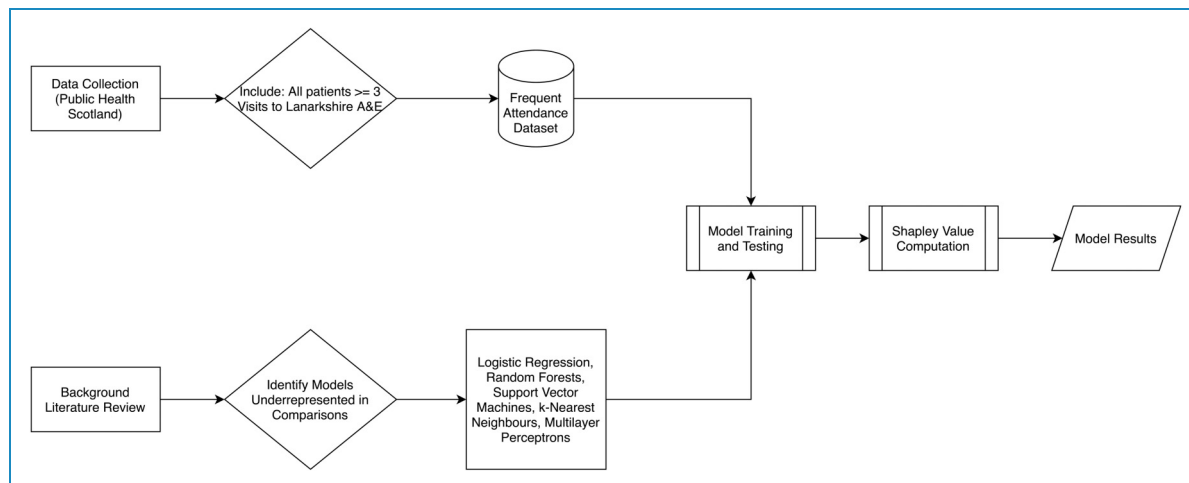 Data Collection
(Public Health
Scotland)
Include: All patients >= 3
Visits to Lanarkshire A&E
Frequent
Attendance
Dataset
Model Training
and Testing
Shapley Value
Computation
Model Results
Background
Literature Review
Identify Models
Underrepresented in
Comparisons
Logistic Regression,
Random Forests,
Support Vector
Machines, k-Nearest
Neighbours, Multilayer
Perceptrons